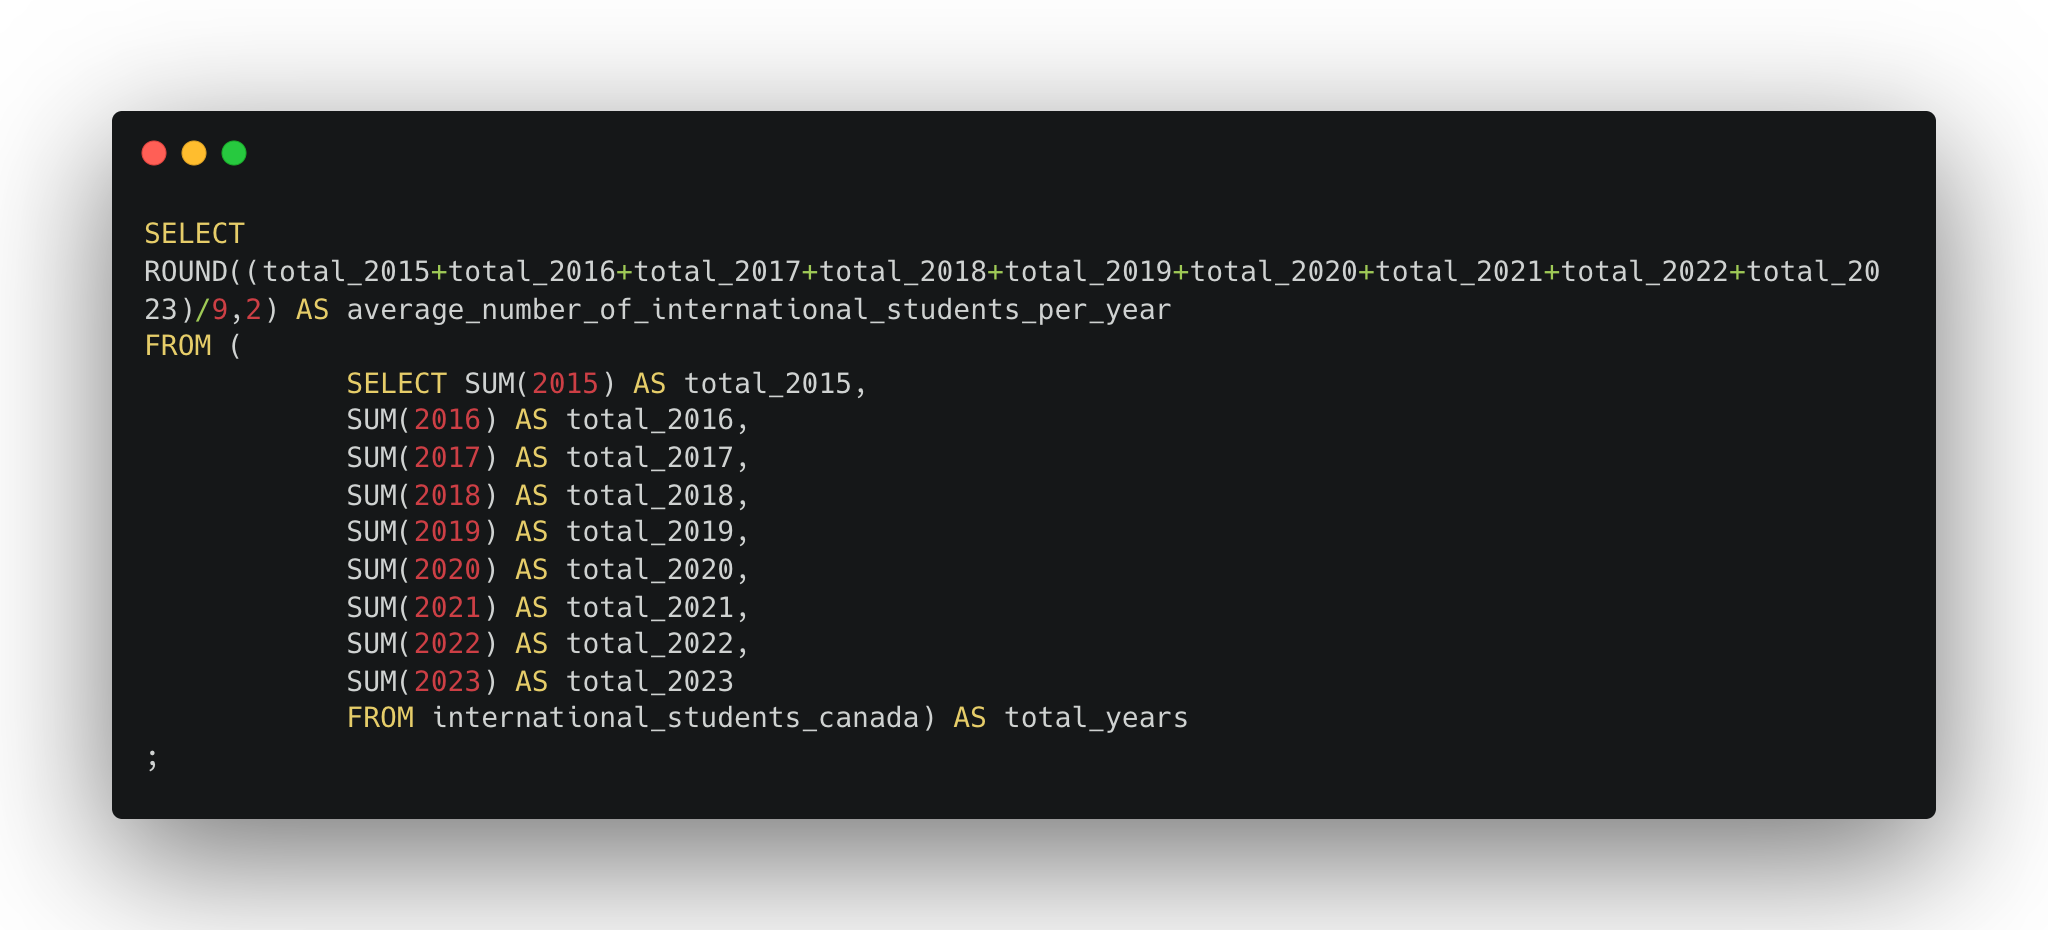 SELECT
ROUND((total_2015+total_2016+total_2017+total_2018+total_2019+total_2020+total_2021+total_2022+total_20
23)/9,2) AS average_number_of_international_students_per_year
FROM (
            SELECT SUM(2015) AS total_2015,
            SUM(2016) AS total_2016,
            SUM(2017) AS total_2017,
            SUM(2018) AS total_2018,
            SUM(2019) AS total_2019,
            SUM(2020) AS total_2020,
            SUM(2021) AS total_2021,
            SUM(2022) AS total_2022,
            SUM(2023) AS total_2023
            FROM international_students_canada) AS total_years
;